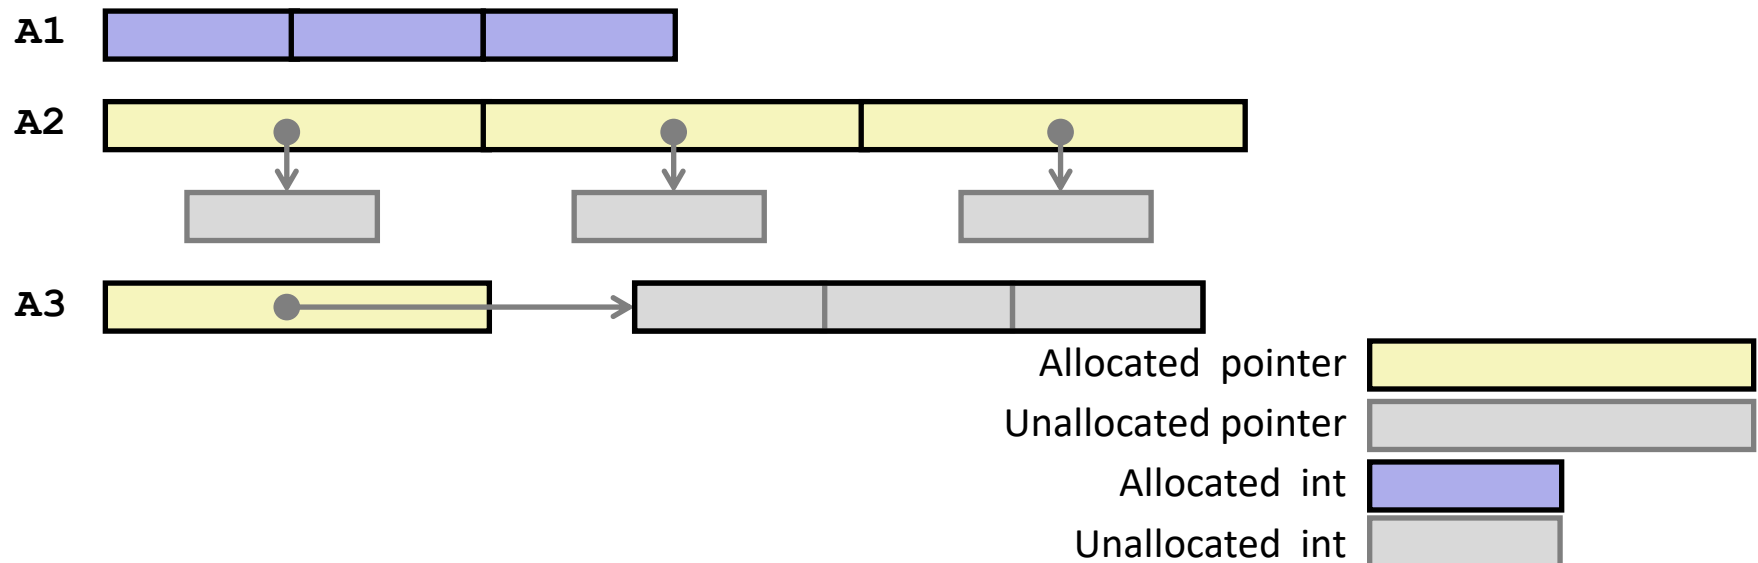 A1
A2
A3
Allocated pointer
Unallocated pointer
Allocated int
Unallocated int